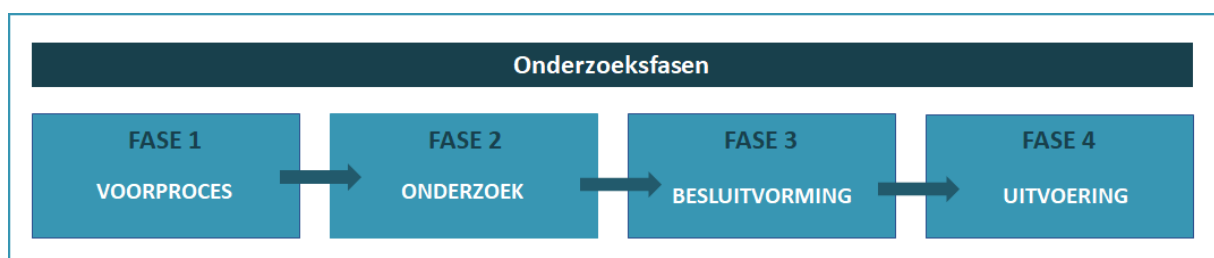 Onderzoeksfasen
FASE 1
VOORPROCES
FASE 2
ONDERZOEK
FASE 3
BESLUITVORMING
FASE 4
UITVOERING